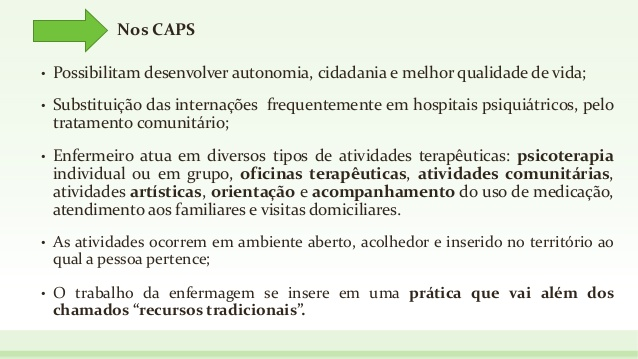 Nos CAPS
• Possibilitam desenvolver autonomia, cidadania e melhor qualidade de vida;
• Substituição das internações frequentemente em hospitais psiquiátricos, pelo
tratamento comunitário;
• Enfermeiro atua em diversos tipos de atividades terapêuticas: psicoterapia
individual ou em grupo, oficinas terapêuticas, atividades comunitárias,
atividades artísticas, orientação e acompanhamento do uso de medicação,
atendimento aos familiares e visitas domiciliares.
• As atividades ocorrem em ambiente aberto, acolhedor e inserido no território ao
qual a pessoa pertence;
• O trabalho da enfermagem se insere em uma prática que vai além dos
chamados “recursos tradicionais”.